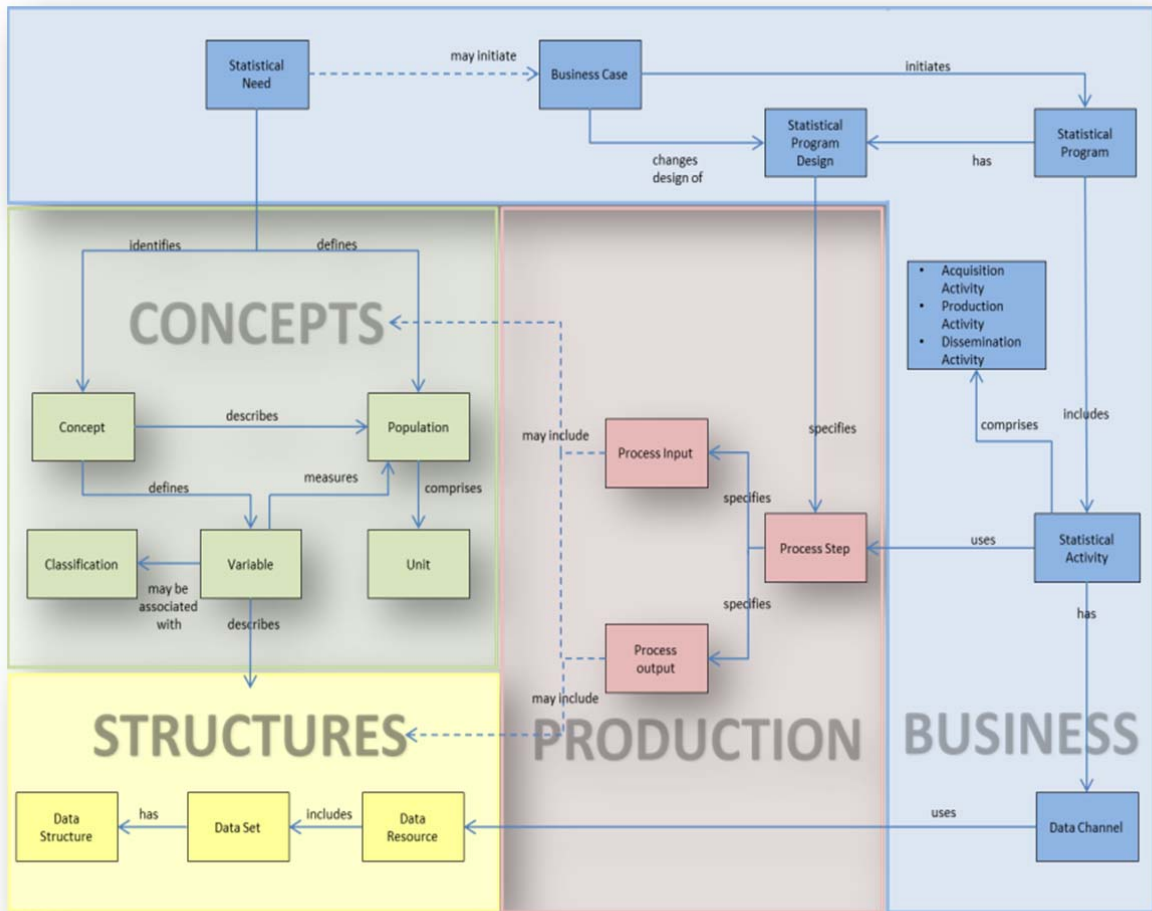 Statistical
Need
may initiate
Business Case
initiates
Statistical
Program
Design
Statistical
Program
changes
design of
has
identifies
defines
CONCEPTS
• Acquisition
Activity
• Production
Activity
• Dissemination
Activity
Concept
describes
Population
may include
Process Input
specifies
comprises
includes
defines
measures
comprises
specifies
Classification
Variable
Unit
Process Step
uses
Statistical
Activity
may be
associated
with
describes
specifies
has
Process
output
may include
STRUCTURES
PRODUCTION
BUSINESS
Data
Structure
has
Data Set
includes
Data
Resource
uses
Data Channel